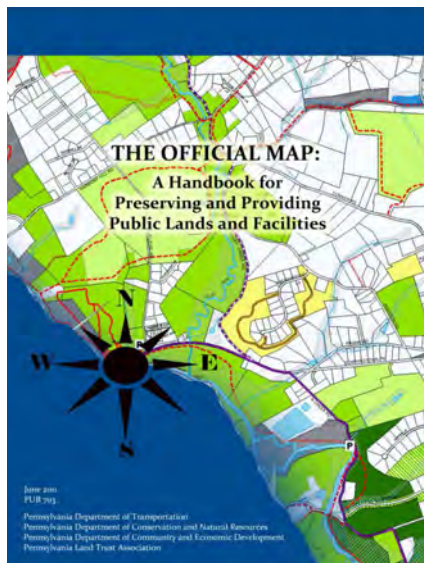 THE OFFICIAL MAP:
A Handbook for
Preserving and Providing
Public Lands and Facilities
N
P
W
E
S
P
June 2011
PUB 703
Pennsylvania Department of Transportation
Pennsylvania Department of Conservation and Natural Resources
Pennsylvania Department of Community and Economic Development
Pennsylvania Land Trust Association